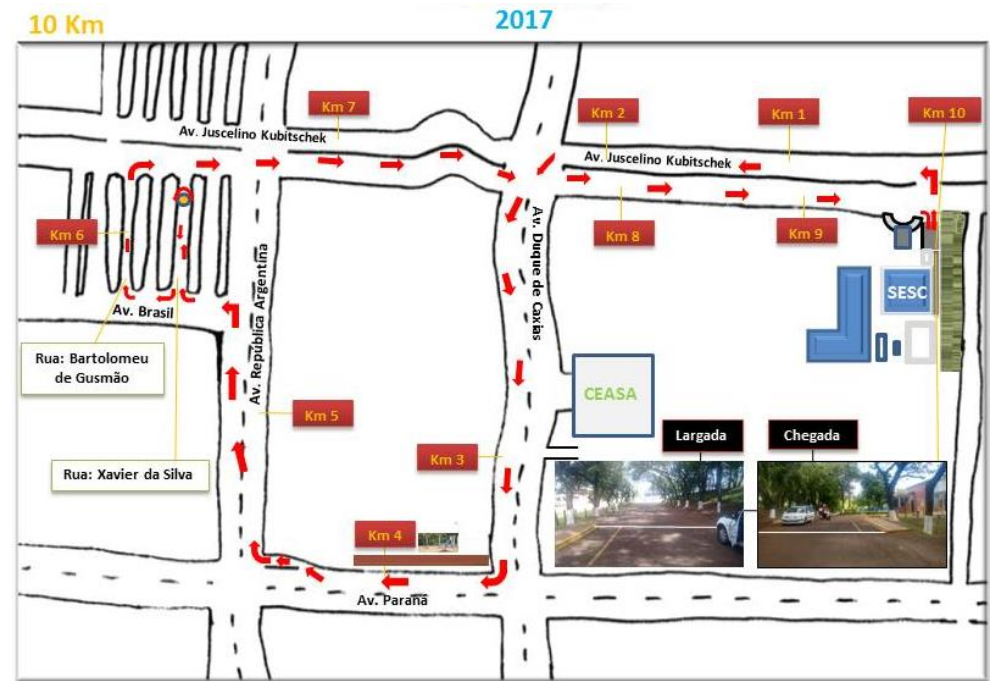 10 Km
2017
Km 7
Km 2
Km 1
Km 10
Av. Juscelino Kubitschek
Av. Juscelino Kubitschek
Km 6
Km 8
Km 9
Av. Duque de Caxias
Av. República Argentina
SESC
Av. Brasil
Rua: Bartolomeu
de Gusmão
CEASA
Km 5
Largada
Chegada
Km 3
Rua: Xavier da Silva
Km 4
Av. Paraná